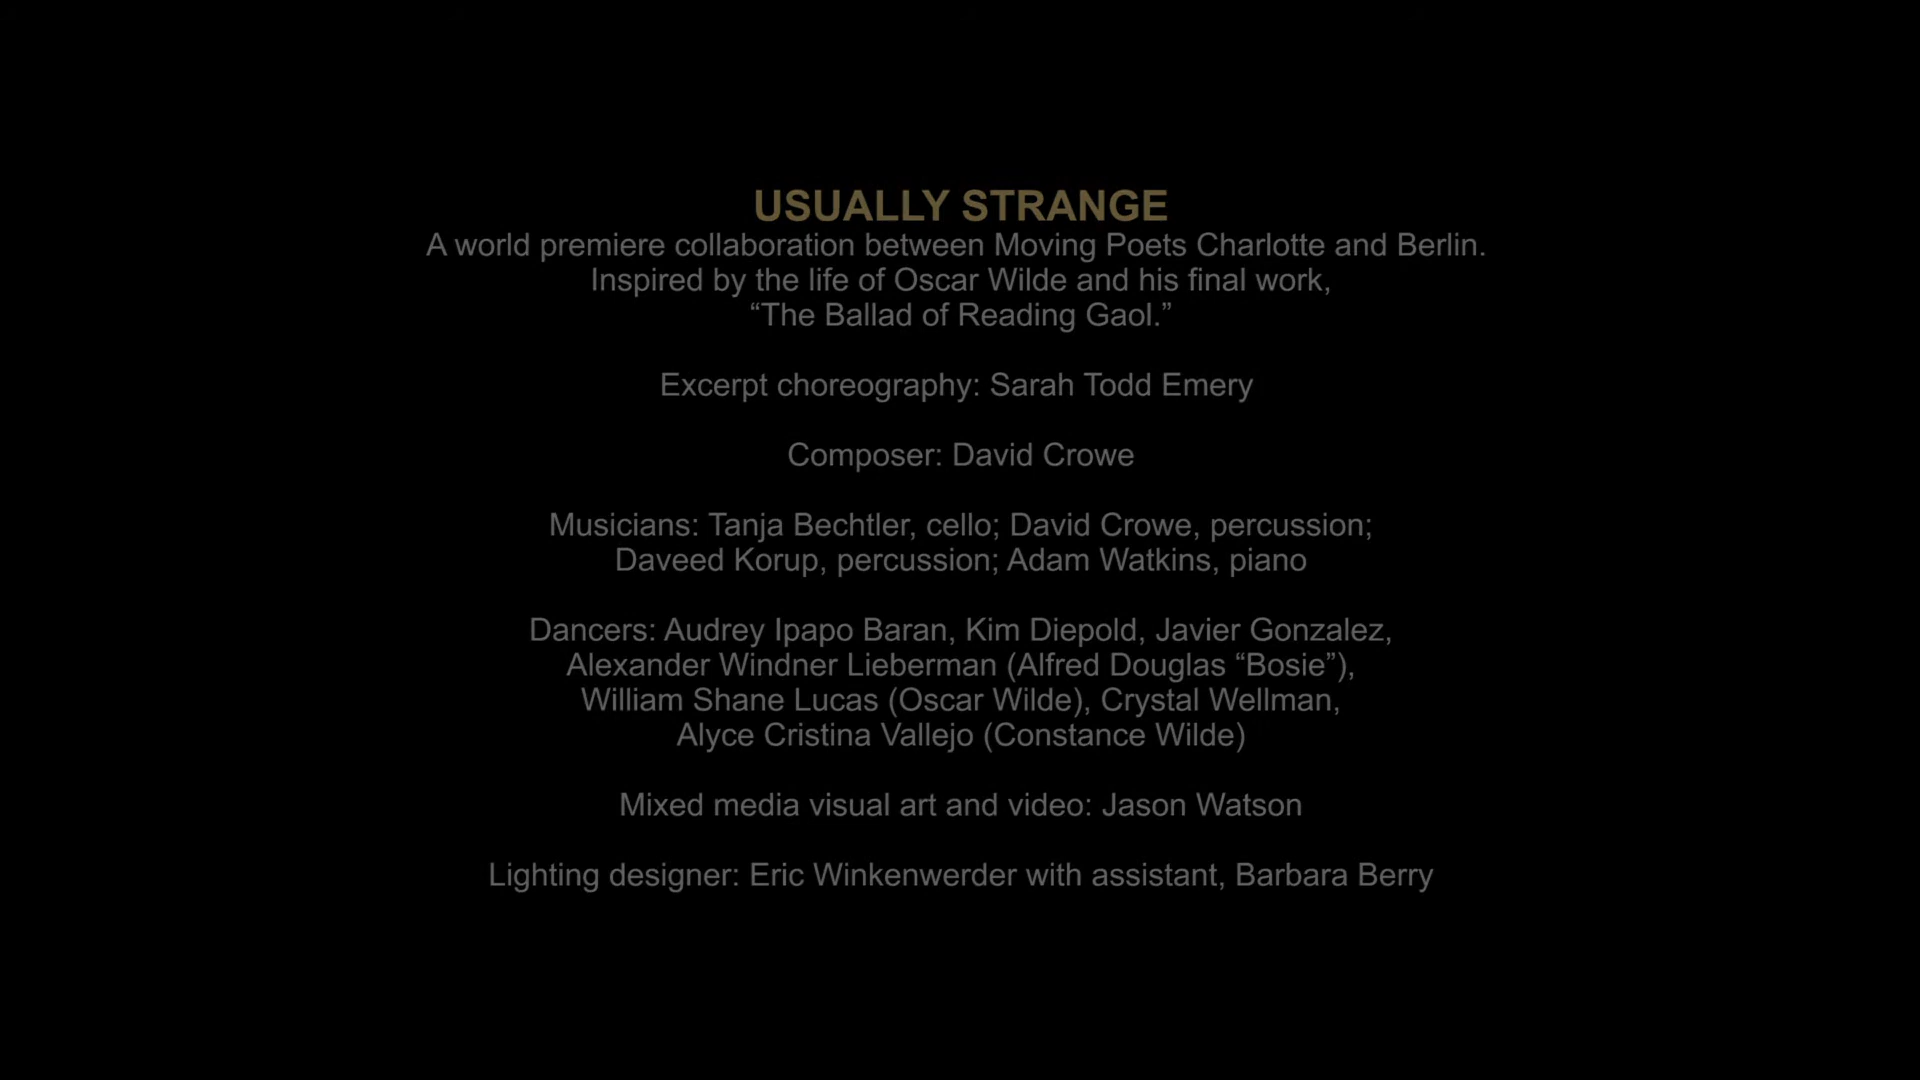 USUALLY STRANGE
A world premiere collaboration between Moving Poets Charlotte and Berlin.
Inspired by the life of Oscar Wilde and his final work,
“The Ballad of Reading Gaol.”
Excerpt choreography: Sarah Todd Emery
Composer: David Crowe
Musicians: Tanja Bechtler, cello; David Crowe, percussion;
Daveed Korup, percussion; Adam Watkins, piano
Dancers: Audrey Ipapo Baran, Kim Diepold, Javier Gonzalez,
Alexander Windner Lieberman (Alfred Douglas “Bosie”),
William Shane Lucas (Oscar Wilde), Crystal Wellman,
Alyce Cristina Vallejo (Constance Wilde)
Mixed media visual art and video: Jason Watson
Lighting designer: Eric Winkenwerder with assistant, Barbara Berry